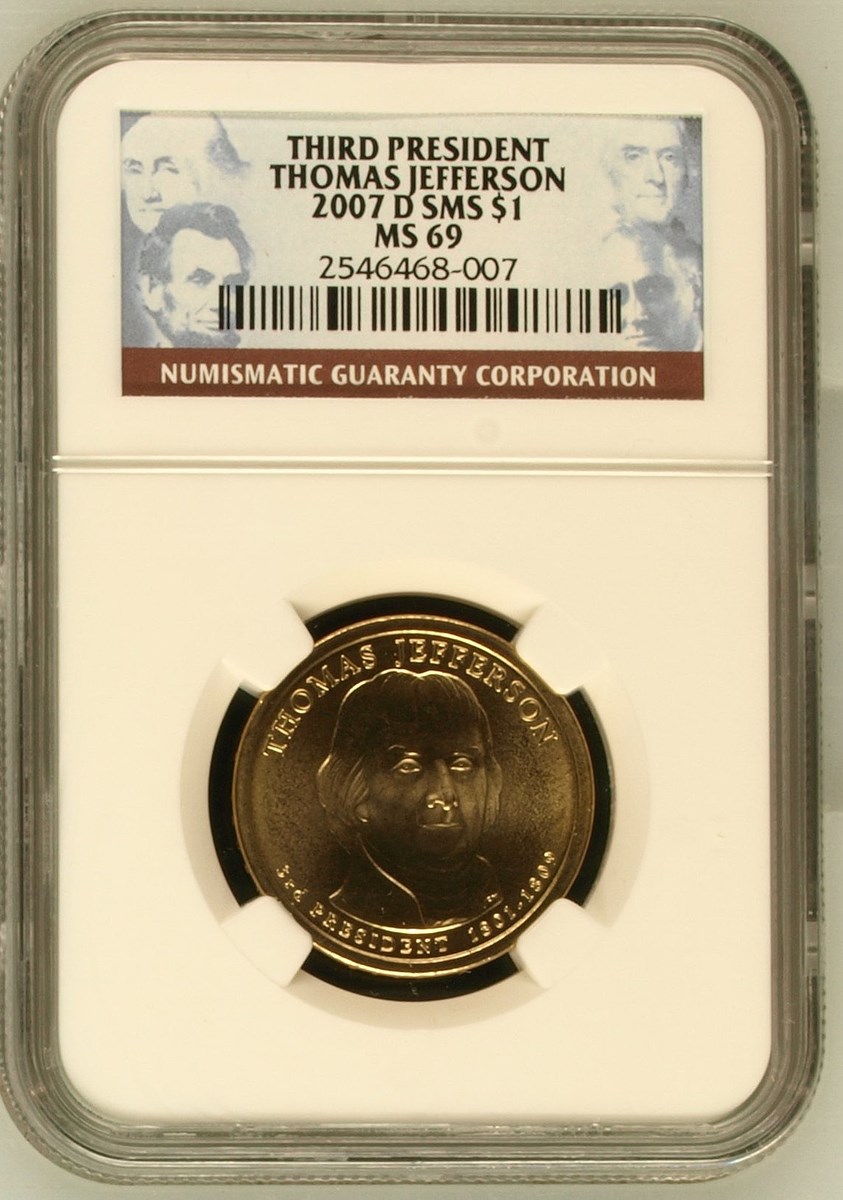 THIRD PRESIDENT
THOMAS JEFFERSON
2007 D SMS $1
MS 69
2546468-007
NUMISMATIC GUARANTY CORPORATION
THOMAS JEFFERSON
3rd PRESIDENT 1801-1809